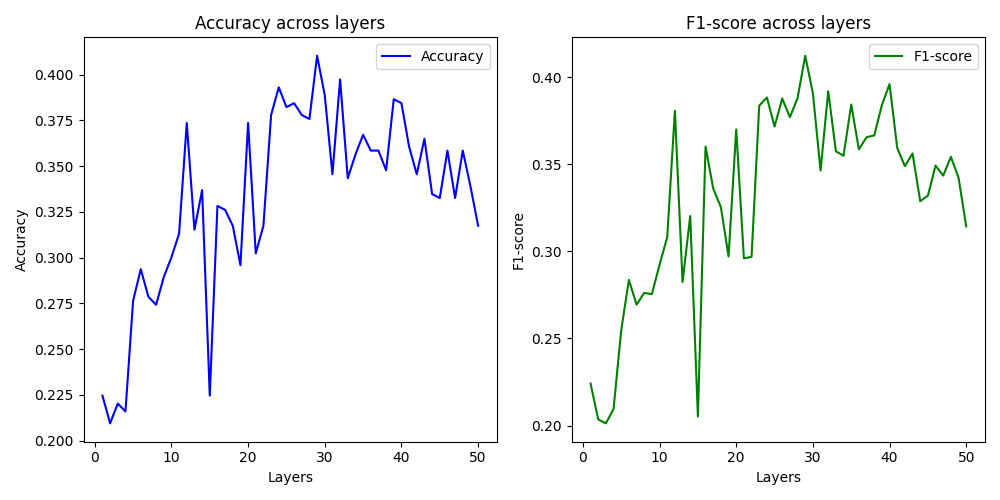 Accuracy across layers
Accuracy
0.400
0.375
0.350
0.325
0.300
0.275
0.250
0.225
0.200
Accuracy
0 10 20 30 40 50
Layers
F1-score across layers
F1-score
0.40
0.35
0.30
0.25
0.20
F1-score
0 10 20 30 40 50
Layers